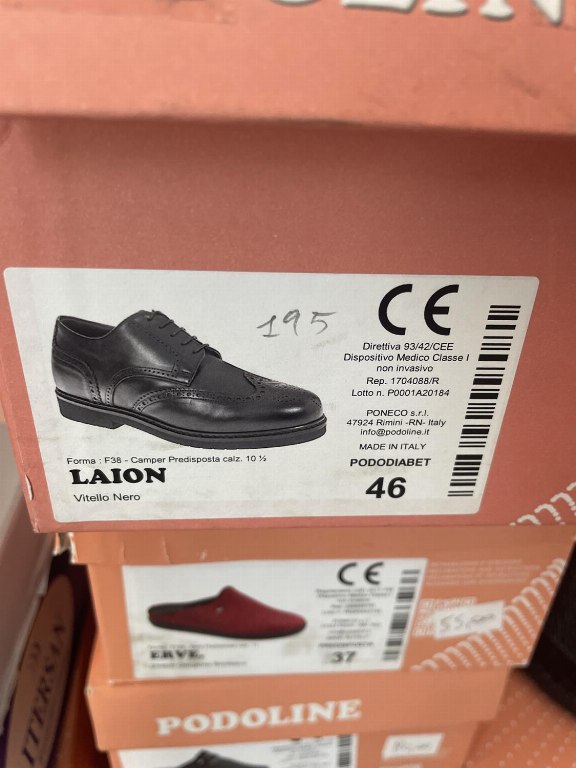 195
CE
Direttiva 93/42/CEE
Dispositivo Medico Classe I
non invasivo
Rep. 1704088/R
Lotto n. P0001A20184
PONECO s.r.l.
47924 Rimini -RN- Italy
info@podoline.it
MADE IN ITALY
PODODIABET
46
Forma : F38 - Camper Predisposta calz. 10 ½
LAION
Vitello Nero
CE
ERVE
37
PODOLINE
ITERSAN